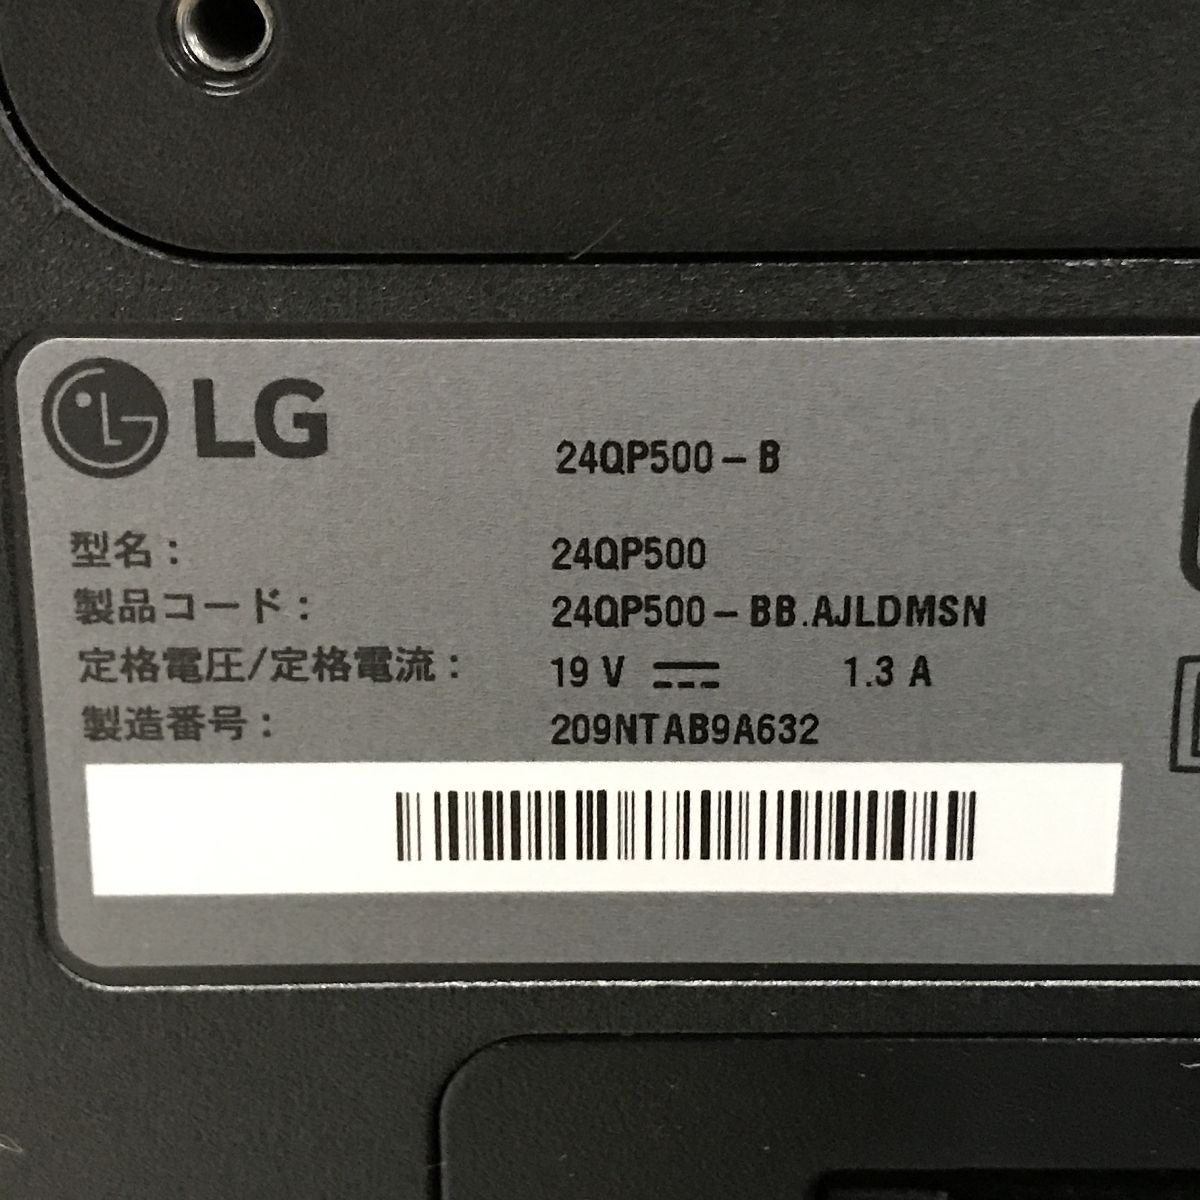 LG
24QP500-B
型名: 24QP500
製品コード: 24QP500-BB.AJLDMSN
定格電圧/定格電流: 19 V ⎓ 1.3 A
製造番号: 209NTAB9A632